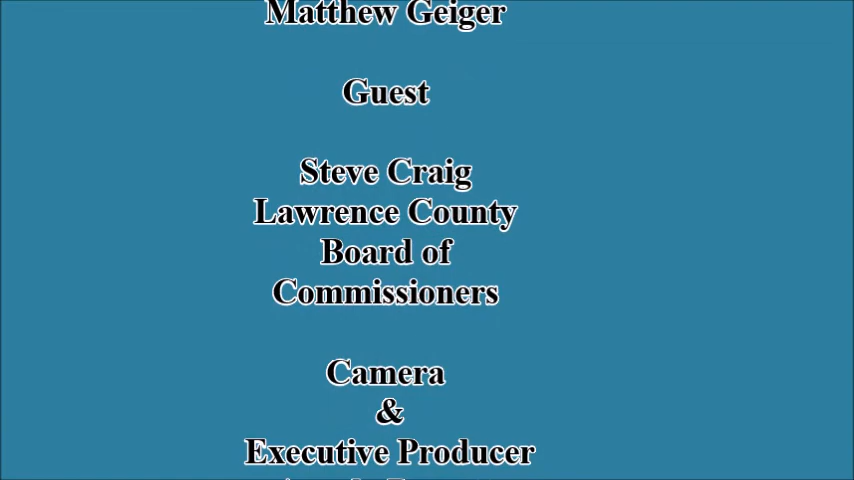 Matthew Geiger
Guest
Steve Craig
Lawrence County
Board of
Commissioners
Camera
&
Executive Producer